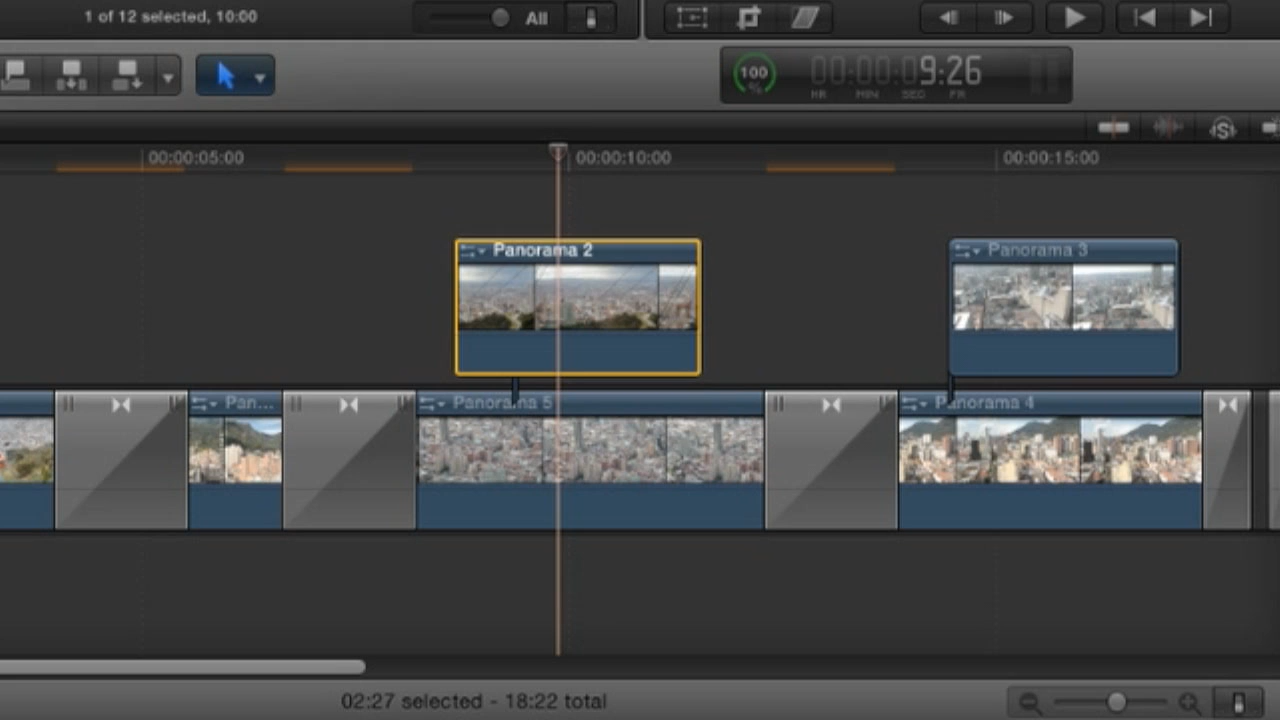 1 of 12 selected, 10:00
All
100
%
00:00:09:26
HR MIN SEC FR
00:00:05:00 00:00:10:00 00:00:15:00
Panorama 2
Panorama 3
Pan...
Panorama 5
Panorama 4
02:27 selected - 18:22 total